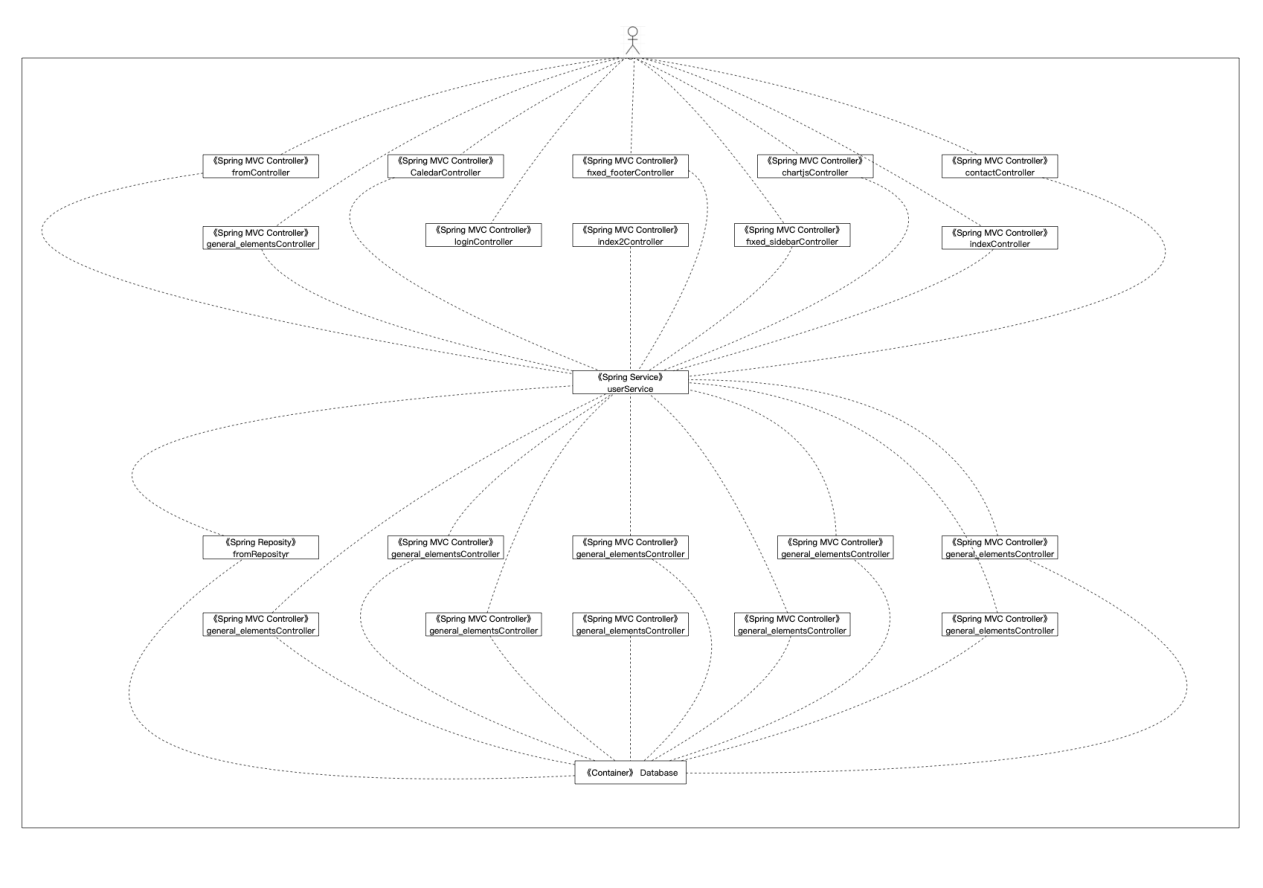 《Spring MVC Controller》
fromController
《Spring MVC Controller》
CaledarController
《Spring MVC Controller》
fixed_footerController
《Spring MVC Controller》
chartjsController
《Spring MVC Controller》
contactController
《Spring MVC Controller》
general_elementsController
《Spring MVC Controller》
loginController
《Spring MVC Controller》
index2Controller
《Spring MVC Controller》
fixed_sidebarController
《Spring MVC Controller》
indexController
《Spring Service》
userService
《Spring Reposity》
fromReposityr
《Spring MVC Controller》
general_elementsController
《Spring MVC Controller》
general_elementsController
《Spring MVC Controller》
general_elementsController
《Spring MVC Controller》
general_elementsController
《Spring MVC Controller》
general_elementsController
《Spring MVC Controller》
general_elementsController
《Spring MVC Controller》
general_elementsController
《Spring MVC Controller》
general_elementsController
《Spring MVC Controller》
general_elementsController
《Container》 Database